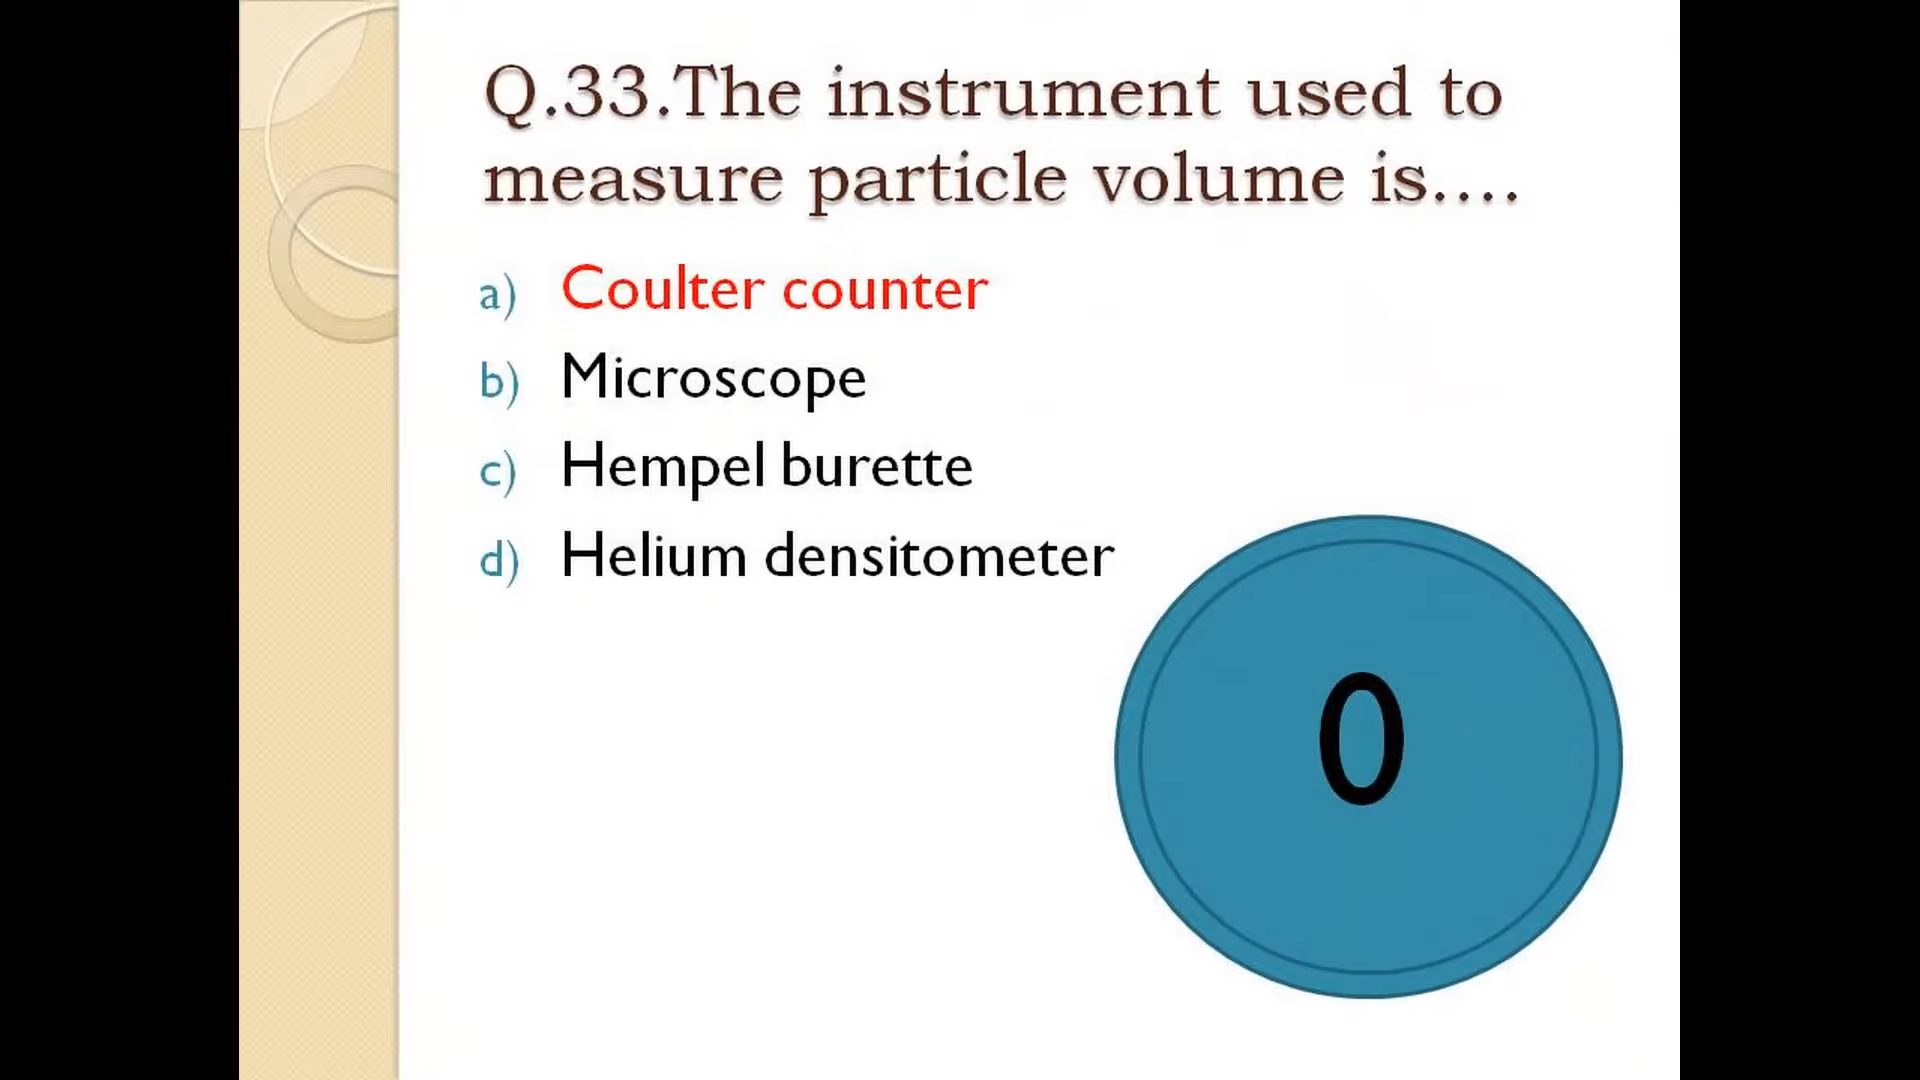 Q.33.The instrument used to
measure particle volume is....
a) Coulter counter
b) Microscope
c) Hempel burette
d) Helium densitometer
0